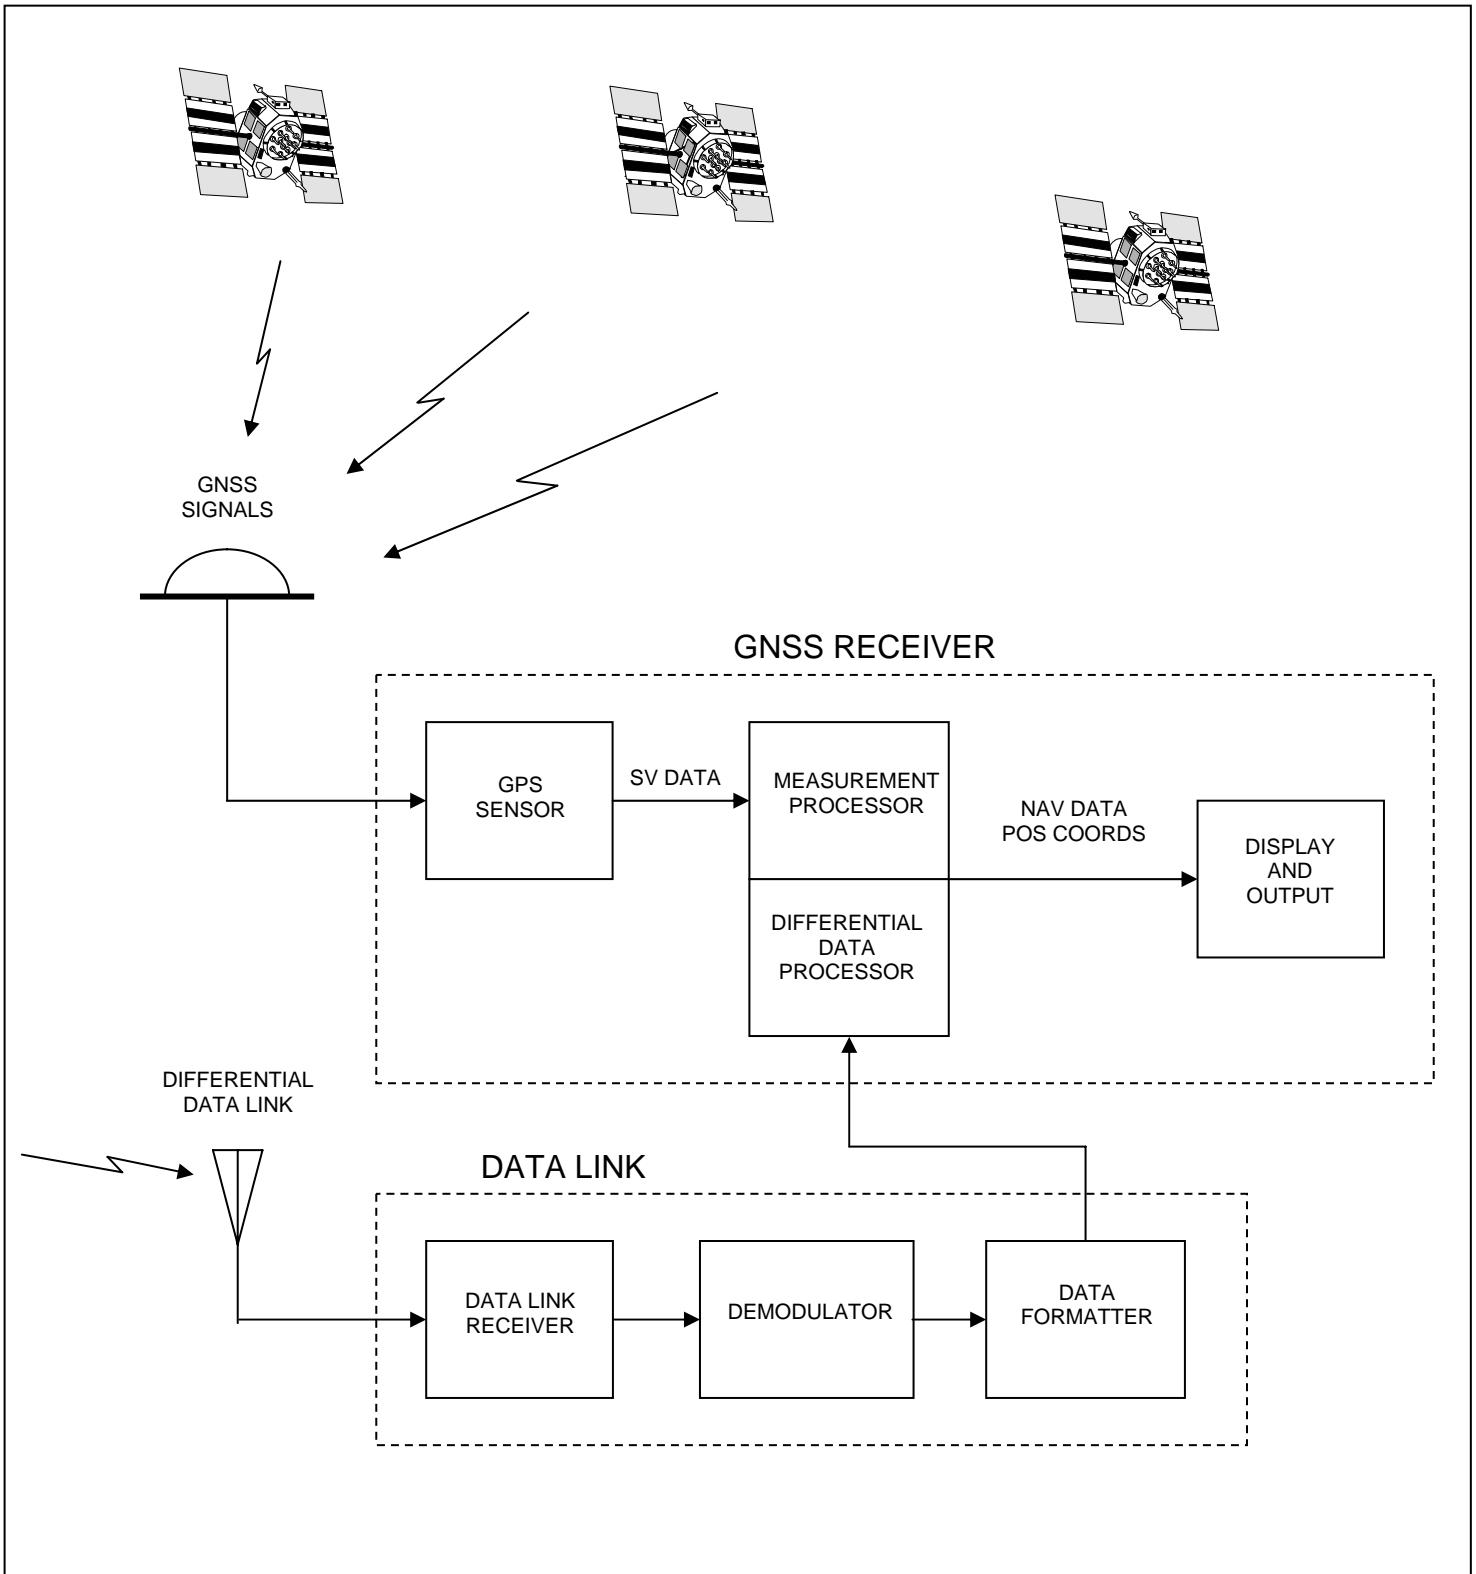 GNSS
SIGNALS
GNSS RECEIVER
GPS
SENSOR
SV DATA
MEASUREMENT
PROCESSOR
DIFFERENTIAL
DATA
PROCESSOR
NAV DATA
POS COORDS
DISPLAY
AND
OUTPUT
DIFFERENTIAL
DATA LINK
DATA LINK
DATA LINK
RECEIVER
DEMODULATOR
DATA
FORMATTER